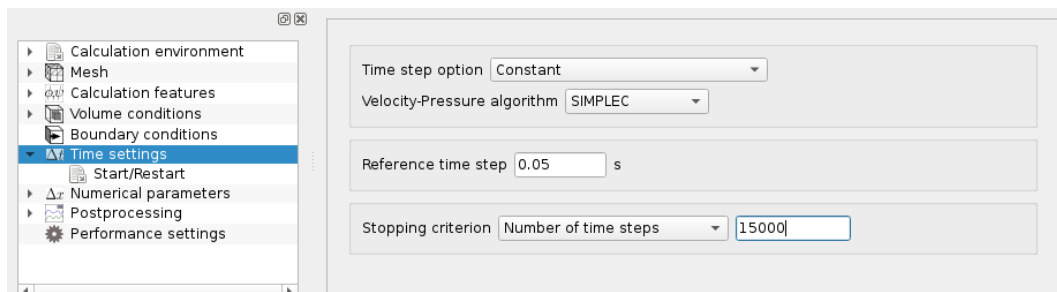 Calculation environment
Mesh
Calculation features
Volume conditions
Boundary conditions
Time settings
Start/Restart
Numerical parameters
Postprocessing
Performance settings
Time step option Constant
Velocity-Pressure algorithm SIMPLEC
Reference time step 0.05 s
Stopping criterion Number of time steps 15000